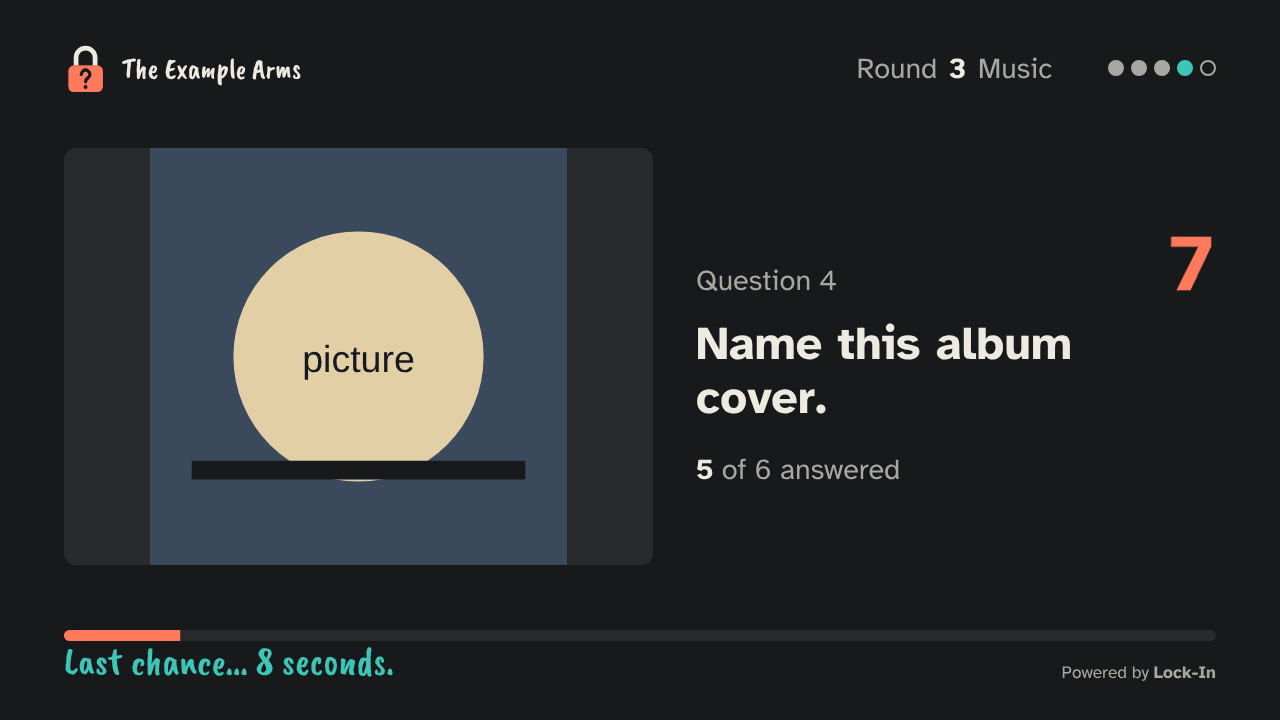 ?
The Example Arms
Round 3 Music
picture
7
Question 4
Name this album
cover.
5 of 6 answered
Last chance... 8 seconds.
Powered by Lock-In